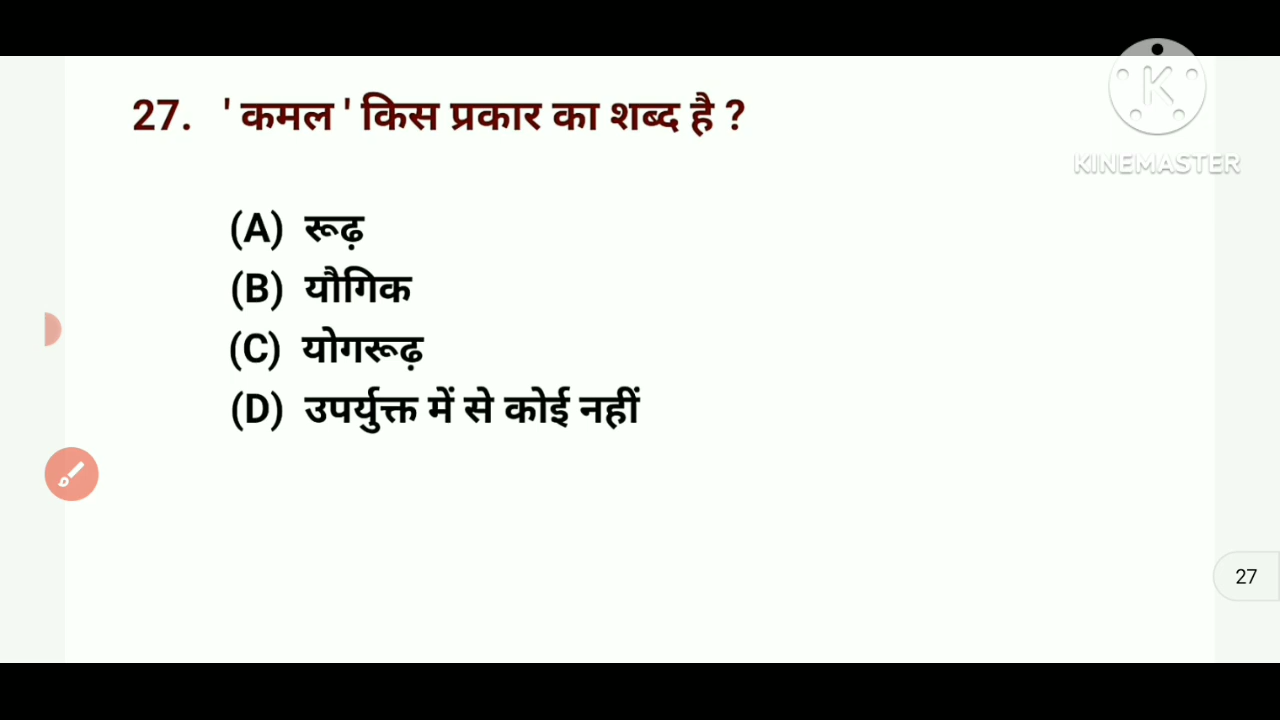 27. ' कमल ' किस प्रकार का शब्द है ?
K
KINEMASTER
(A) रूढ़
(B) यौगिक
(C) योगरूढ़
(D) उपर्युक्त में से कोई नहीं
27